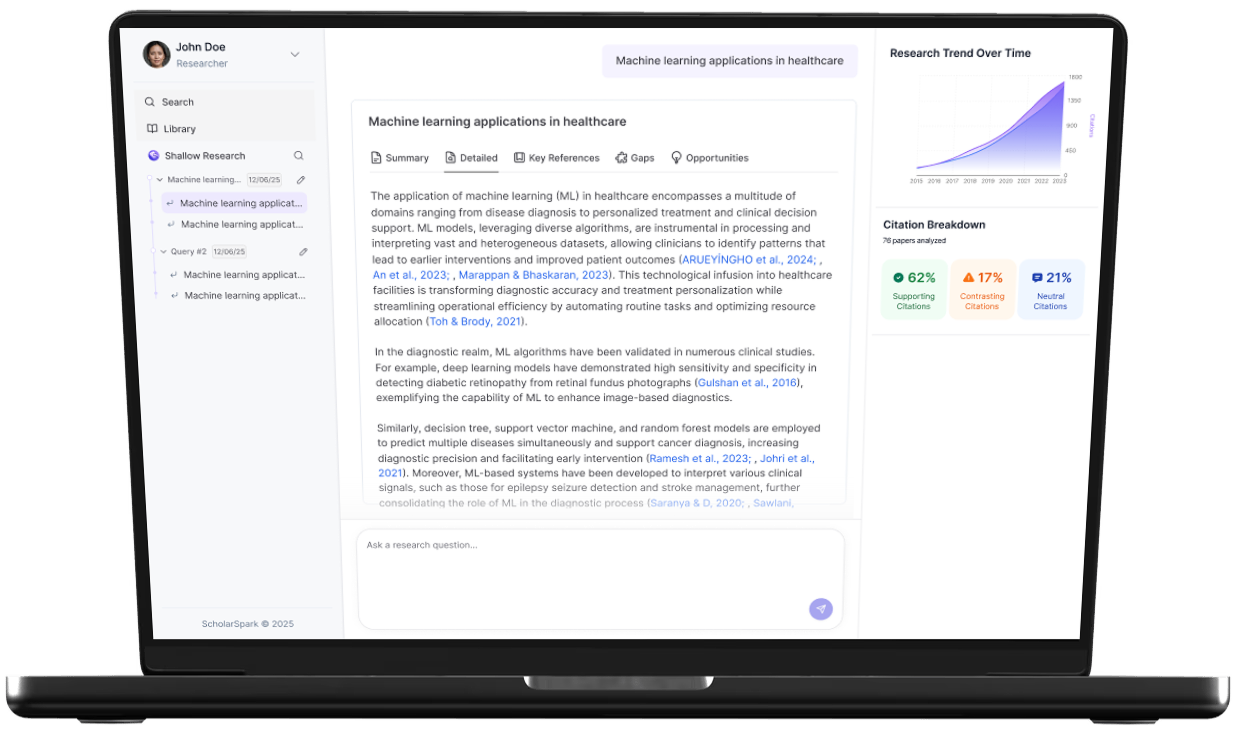 John Doe
Researcher
Search
Library
Shallow Research
Machine learning... 12/06/25
Machine learning applicat...
Machine learning applicat...
Query #2 12/06/25
Machine learning applicat...
Machine learning applicat...
ScholarSpark © 2025
Machine learning applications in healthcare
Machine learning applications in healthcare
Summary Detailed Key References Gaps Opportunities
The application of machine learning (ML) in healthcare encompasses a multitude of
domains ranging from disease diagnosis to personalized treatment and clinical decision
support. ML models, leveraging diverse algorithms, are instrumental in processing and
interpreting vast and heterogeneous datasets, allowing clinicians to identify patterns that
lead to earlier interventions and improved patient outcomes (ARUEYİNGHO et al., 2024; ,
An et al., 2023; , Marappan & Bhaskaran, 2023). This technological infusion into healthcare
facilities is transforming diagnostic accuracy and treatment personalization while
streamlining operational efficiency by automating routine tasks and optimizing resource
allocation (Toh & Brody, 2021).
In the diagnostic realm, ML algorithms have been validated in numerous clinical studies.
For example, deep learning models have demonstrated high sensitivity and specificity in
detecting diabetic retinopathy from retinal fundus photographs (Gulshan et al., 2016),
exemplifying the capability of ML to enhance image-based diagnostics.
Similarly, decision tree, support vector machine, and random forest models are employed
to predict multiple diseases simultaneously and support cancer diagnosis, increasing
diagnostic precision and facilitating early intervention (Ramesh et al., 2023; , Johri et al.,
2021). Moreover, ML-based systems have been developed to interpret various clinical
signals, such as those for epilepsy seizure detection and stroke management, further
consolidating the role of ML in the diagnostic process (Saranya & D, 2020; , Sawlani,
Ask a research question...
Research Trend Over Time
1800
1350
900
450
0
Citations
2015 2016 2017 2018 2019 2020 2021 2022 2023
Citation Breakdown
76 papers analyzed
62%
Supporting
Citations
17%
Contrasting
Citations
21%
Neutral
Citations